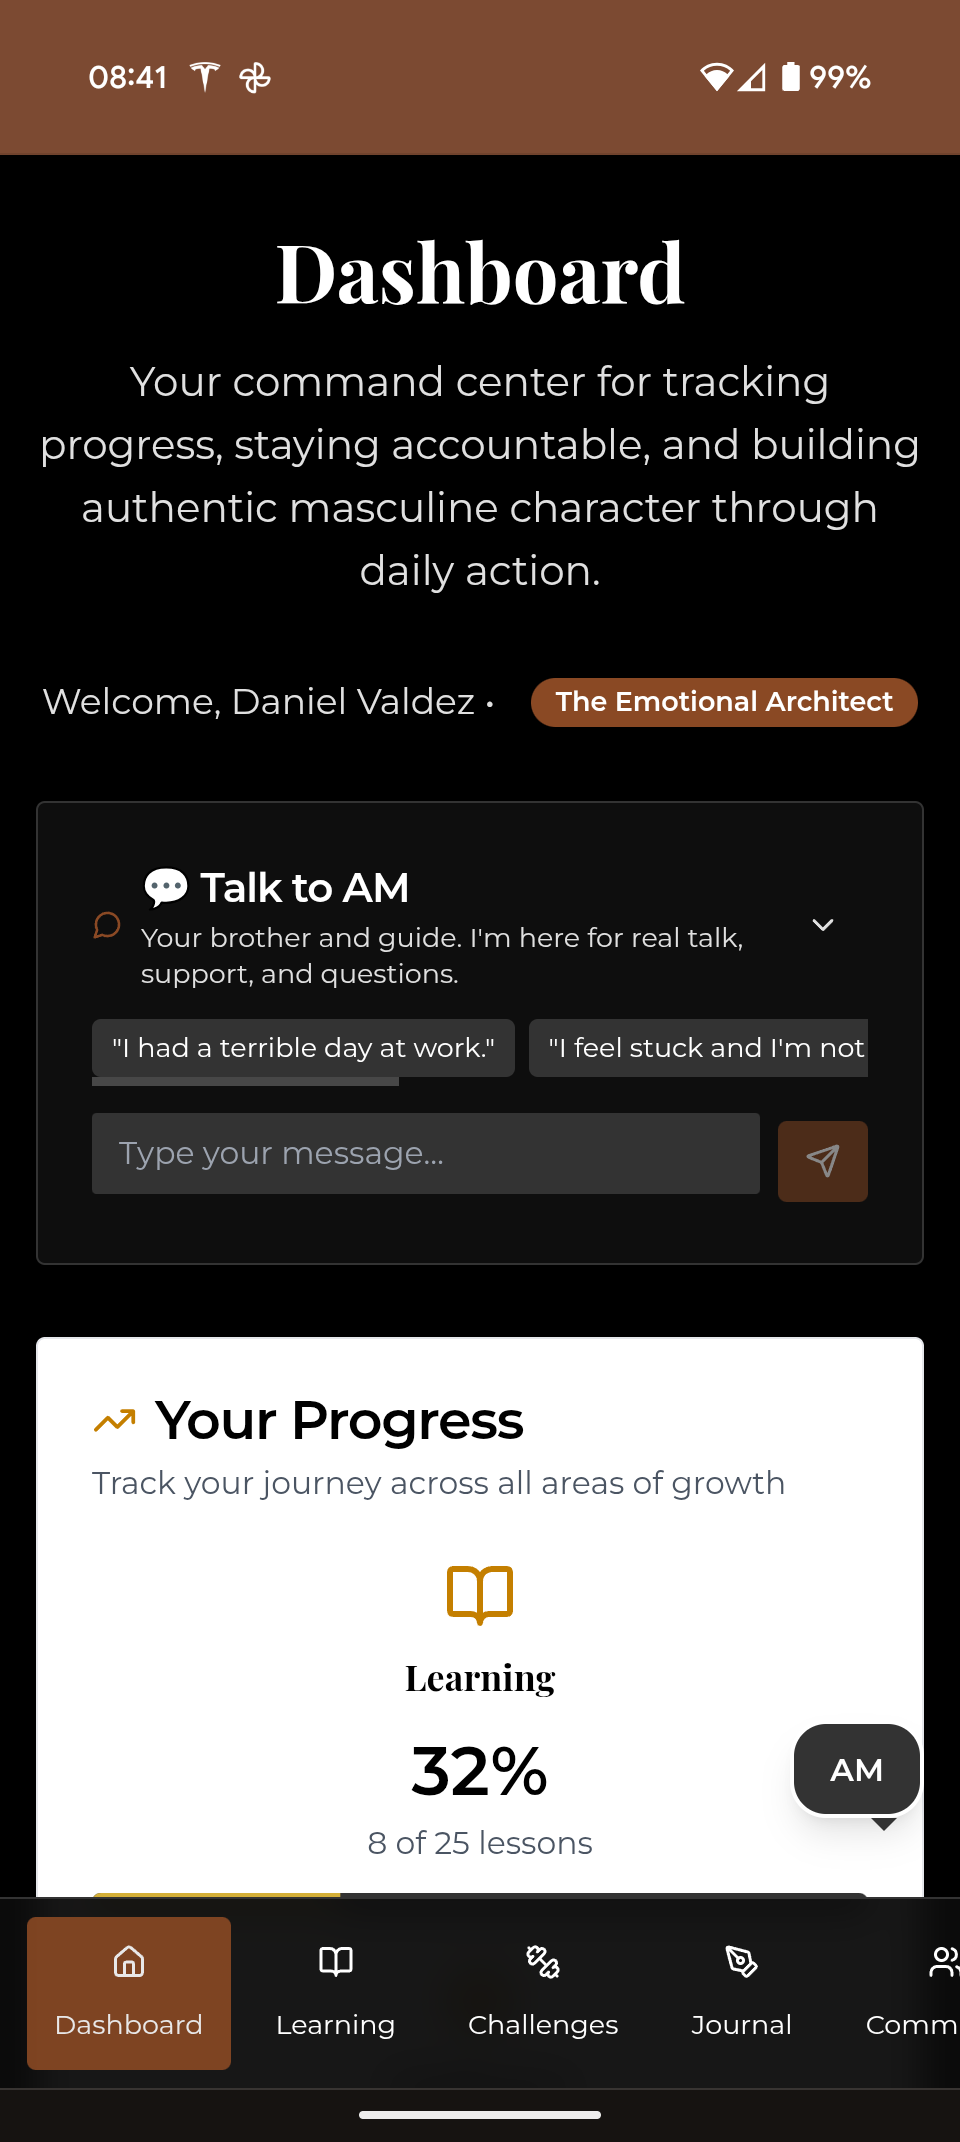 08:41
99%
Dashboard
Your command center for tracking
progress, staying accountable, and building
authentic masculine character through
daily action.
Welcome, Daniel Valdez •
The Emotional Architect
💬 Talk to AM
Your brother and guide. I'm here for real talk,
support, and questions.
"I had a terrible day at work."
"I feel stuck and I'm not
Type your message...
Your Progress
Track your journey across all areas of growth
Learning
32%
8 of 25 lessons
AM
Dashboard
Learning
Challenges
Journal
Comm